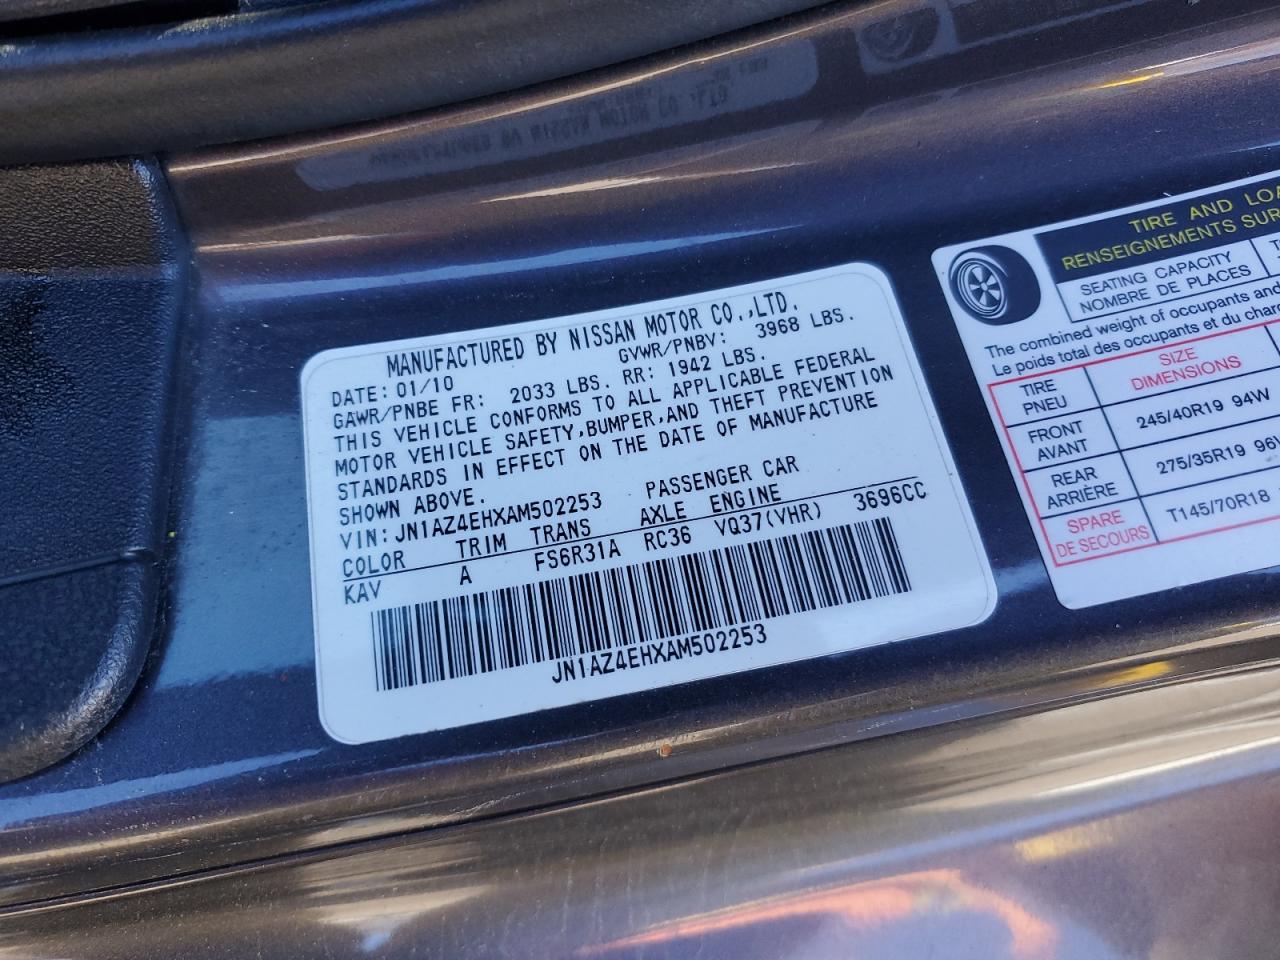 MANUFACTURED BY NISSAN MOTOR CO.,LTD.
DATE: 01/10 GVWR/PNBV: 3968 LBS.
GAWR/PNBE FR: 2033 LBS. RR: 1942 LBS.
THIS VEHICLE CONFORMS TO ALL APPLICABLE FEDERAL
MOTOR VEHICLE SAFETY,BUMPER,AND THEFT PREVENTION
STANDARDS IN EFFECT ON THE DATE OF MANUFACTURE
SHOWN ABOVE.
VIN: JN1AZ4EHXAM502253 PASSENGER CAR
COLOR TRIM TRANS AXLE ENGINE
KAV A FS6R31A RC36 VQ37(VHR) 3696CC
JN1AZ4EHXAM502253
TIRE AND
RENSEIGNEMENTS SUR
SEATING CAPACITY
NOMBRE DE PLACES
The combined weight of occupants and
Le poids total des occupants et du
TIRE
PNEU
SIZE
DIMENSIONS
FRONT
AVANT
245/40R19 94W
REAR
ARRIÈRE
275/35R19
SPARE
DE SECOURS
T145/70R18